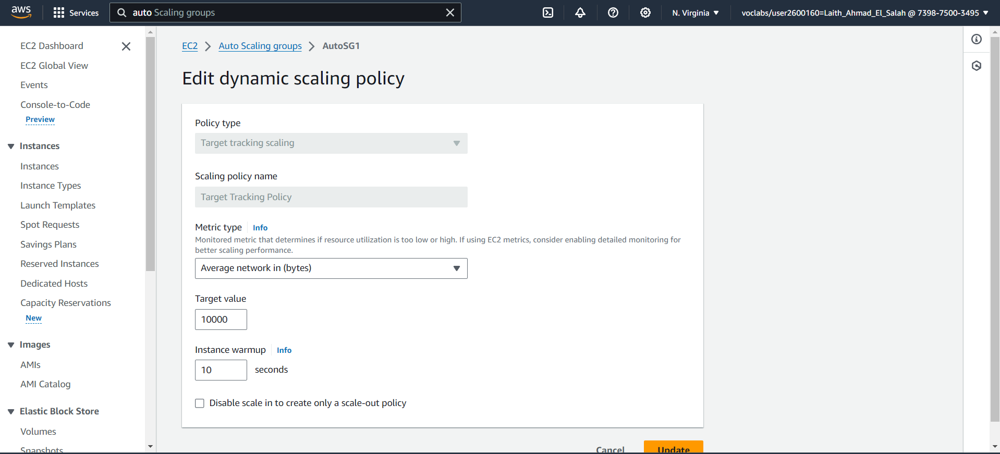 aws
Services
auto Scaling groups
N. Virginia
voclabs/user2600160=Laith_Ahmad_El_Salah @ 7398-7500-3495
EC2 Dashboard
EC2 Global View
Events
Console-to-Code
Preview
Instances
Instances
Instance Types
Launch Templates
Spot Requests
Savings Plans
Reserved Instances
Dedicated Hosts
Capacity Reservations
New
Images
AMIs
AMI Catalog
Elastic Block Store
Volumes
Snapshots
EC2 > Auto Scaling groups > AutoSG1
Edit dynamic scaling policy
Policy type
Target tracking scaling
Scaling policy name
Target Tracking Policy
Metric type Info
Monitored metric that determines if resource utilization is too low or high. If using EC2 metrics, consider enabling detailed monitoring for
better scaling performance.
Average network in (bytes)
Target value
10000
Instance warmup Info
10 seconds
Disable scale in to create only a scale-out policy
Cancel
Update